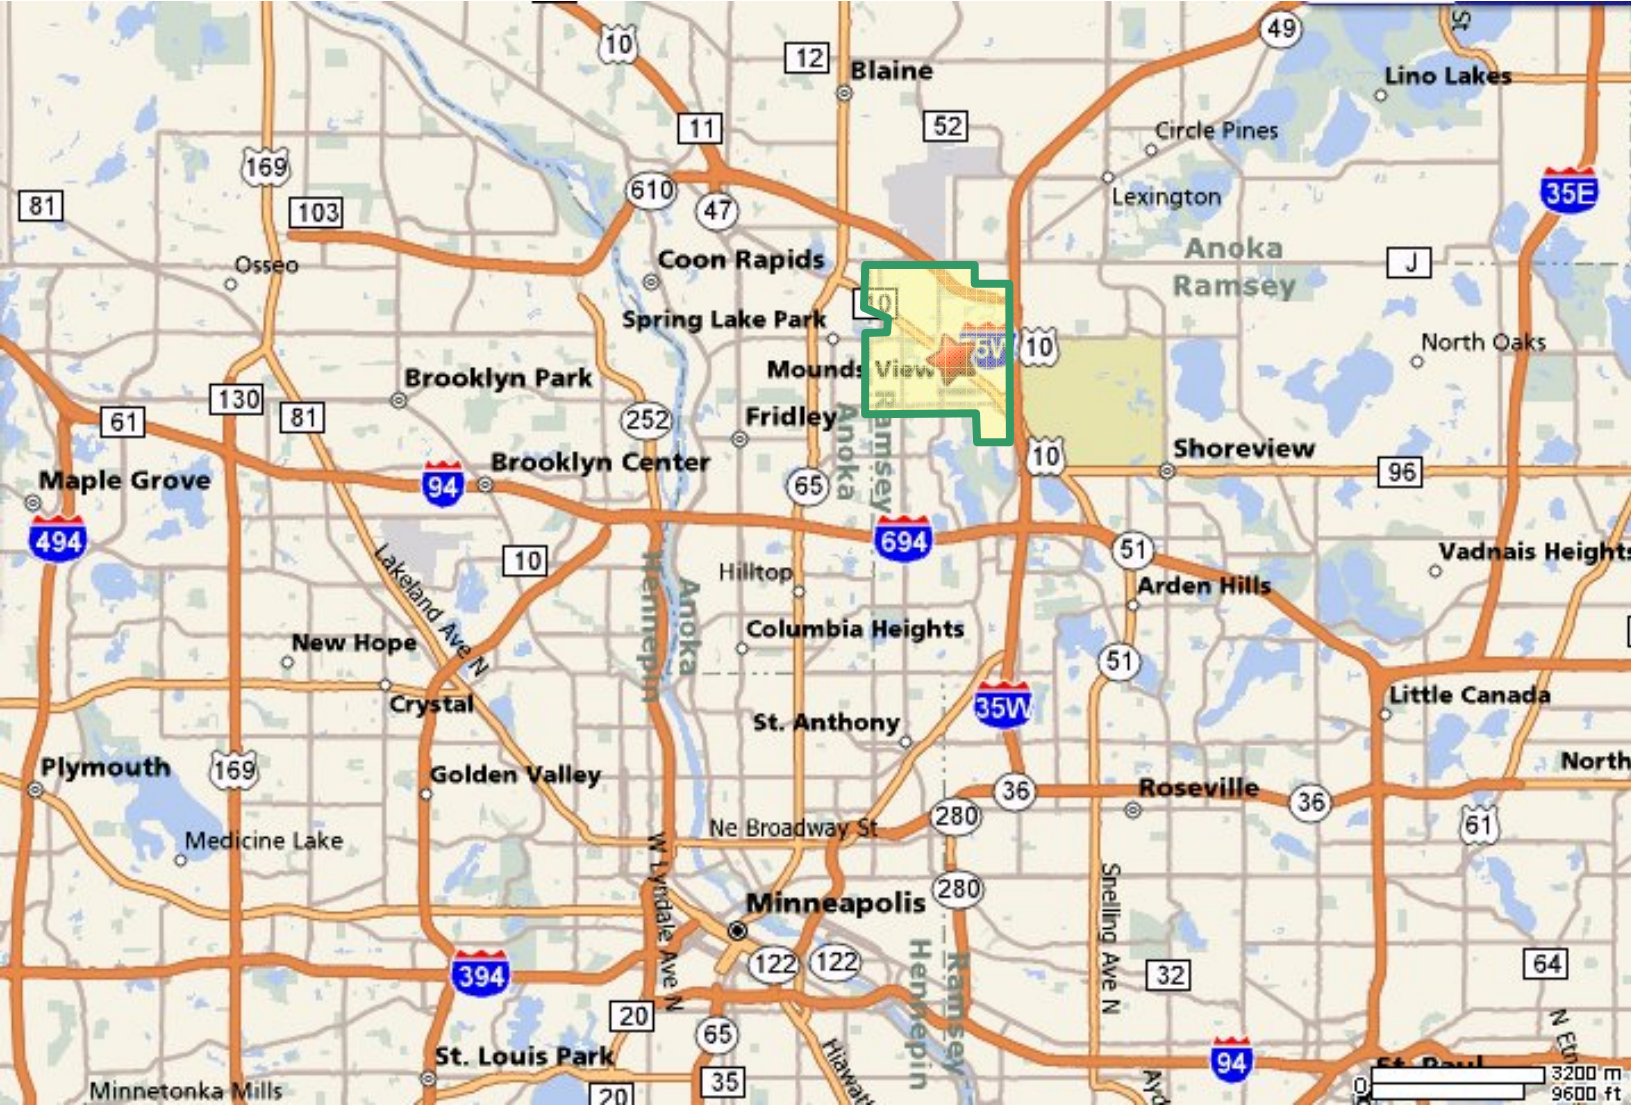 10
49
12
Blaine
Lino Lakes
St
11
52
Circle Pines
169
610
47
Lexington
35E
81
103
Coon Rapids
Anoka
Ramsey
J
Osseo
Spring Lake Park
10
North Oaks
Mounds View
Brooklyn Park
130
81
61
252
Fridley
Anoka
Ramsey
10
Shoreview
96
Brooklyn Center
94
65
Maple Grove
494
694
51
Vadnais Heights
10
Lakeland Ave N
Hilltop
Arden Hills
Hennepin
Anoka
New Hope
Columbia Heights
51
Crystal
35W
Little Canada
St. Anthony
Plymouth
169
Golden Valley
North
36
Roseville
36
280
61
Ne Broadway St
Medicine Lake
W Lyndale Ave N
280
Snelling Ave N
Minneapolis
122
122
Hennepin
Ramsey
32
64
394
20
65
N
St. Louis Park
94
St. Paul
3200 m
9600 ft
0
Minnetonka Mills
20
35